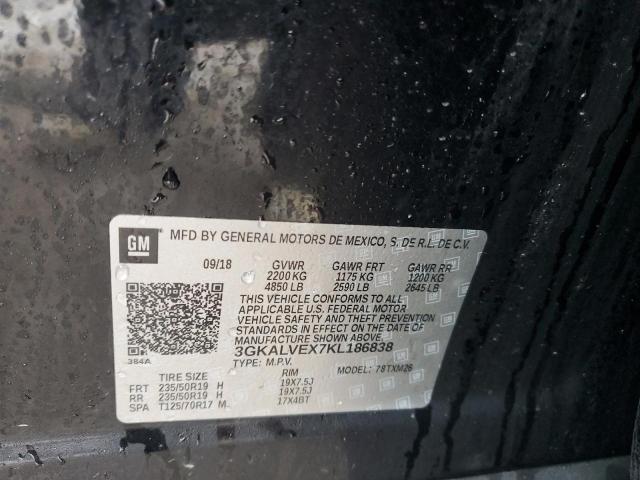 GM
MFD BY GENERAL MOTORS DE MEXICO, S. DE R.L. DE C.V.
09/18 GVWR GAWR FRT GAWR RR
2200 KG 1175 KG 1200 KG
4850 LB 2590 LB 2645 LB
THIS VEHICLE CONFORMS TO ALL
APPLICABLE U.S. FEDERAL MOTOR
VEHICLE SAFETY STANDARDS IN
EFFECT ON THE DATE OF
MANUFACTURE SHOWN ABOVE.
384A 3GKALVEX7KL186838
TYPE: M.P.V. MODEL: 78TXM26
TIRE SIZE RIM
FRT 235/50R19 H 19X7.5J
RR 235/50R19 H 19X7.5J
SPA T125/70R17 M 17X4BT